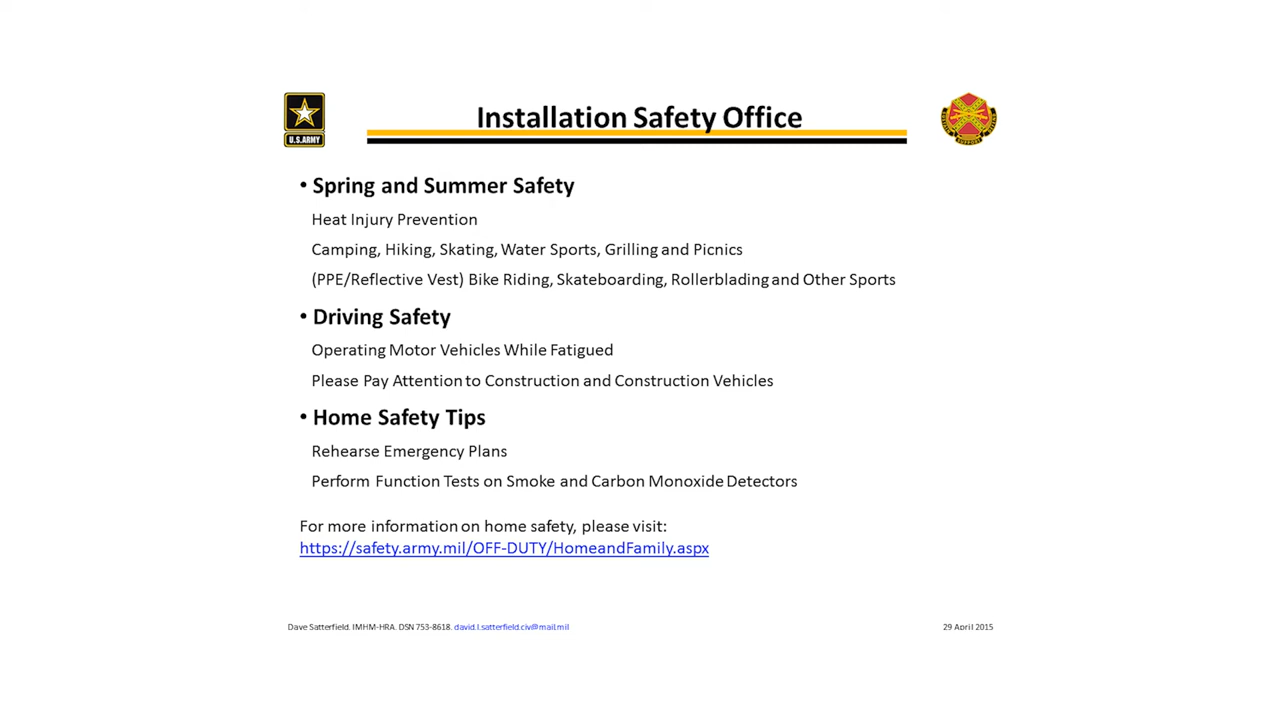 Installation Safety Office
U.S.ARMY
SUPPORT
• Spring and Summer Safety
Heat Injury Prevention
Camping, Hiking, Skating, Water Sports, Grilling and Picnics
(PPE/Reflective Vest) Bike Riding, Skateboarding, Rollerblading and Other Sports
• Driving Safety
Operating Motor Vehicles While Fatigued
Please Pay Attention to Construction and Construction Vehicles
• Home Safety Tips
Rehearse Emergency Plans
Perform Function Tests on Smoke and Carbon Monoxide Detectors
For more information on home safety, please visit:
https://safety.army.mil/OFF-DUTY/HomeandFamily.aspx
Dave Satterfield. IMHM-HRA. DSN 753-8618. david.l.satterfield.civ@mail.mil
29 April 2015